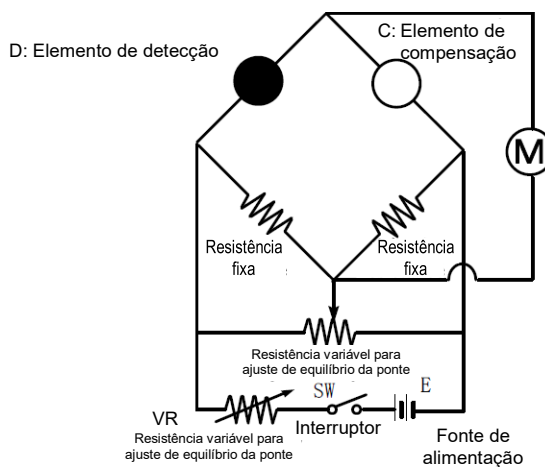 D: Elemento de detecção
C: Elemento de
compensação
M
Resistência
fixa
Resistência
fixa
Resistência variável para
ajuste de equilíbrio da ponte
SW
E
VR
Interruptor
Resistência variável para
ajuste de equilíbrio da ponte
Fonte de
alimentação